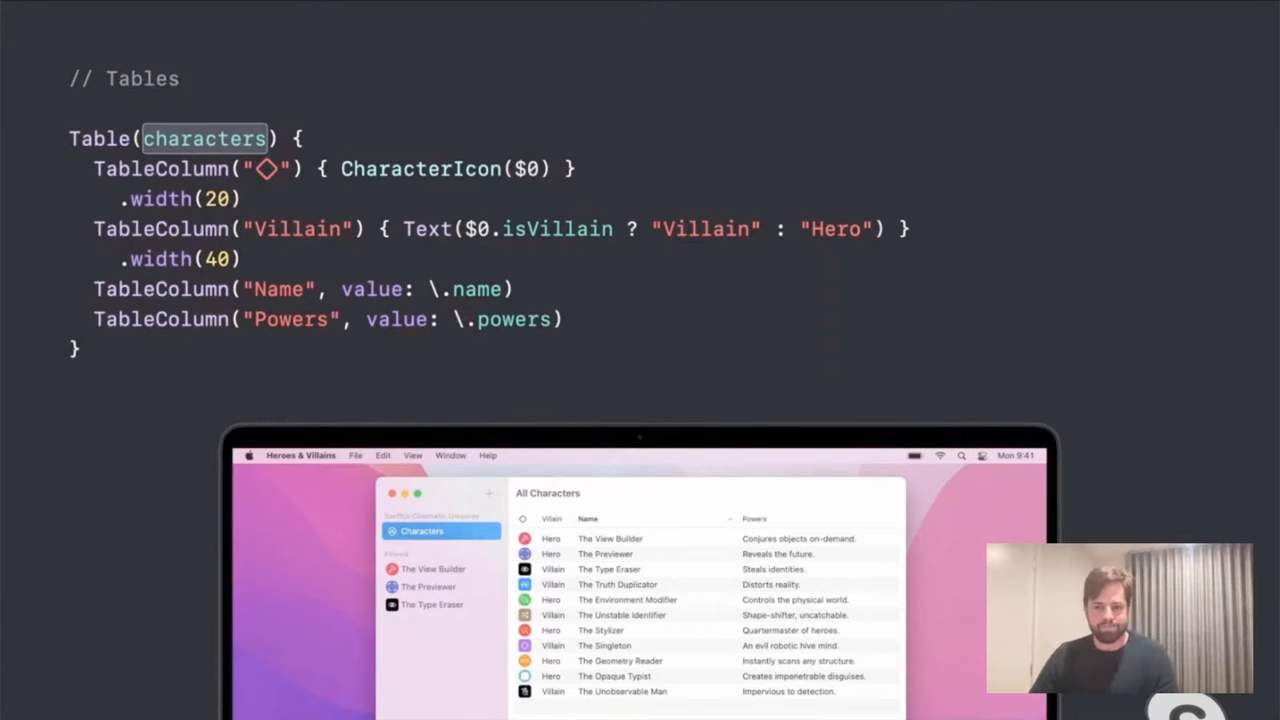 // Tables
Table(characters) {
TableColumn("◇") { CharacterIcon($0) }
.width(20)
TableColumn("Villain") { Text($0.isVillain ? "Villain" : "Hero") }
.width(40)
TableColumn("Name", value: \.name)
TableColumn("Powers", value: \.powers)
}
Heroes & Villains File Edit View Window Help Mon 9:41
All Characters
SwiftUI Cinematic Universe
Characters
Pinned
The View Builder
The Previewer
The Type Eraser
Villain Name Powers
Hero The View Builder Conjures objects on-demand.
Hero The Previewer Reveals the future.
Villain The Type Eraser Steals identities.
Villain The Truth Duplicator Distorts reality.
Hero The Environment Modifier Controls the physical world.
Villain The Unstable Identifier Shape-shifter, uncatchable.
Hero The Stylizer Quartermaster of heroes.
Villain The Singleton An evil robotic hive mind.
Hero The Geometry Reader Instantly scans any structure.
Hero The Opaque Typist Creates impenetrable disguises.
Villain The Unobservable Man Impervious to detection.